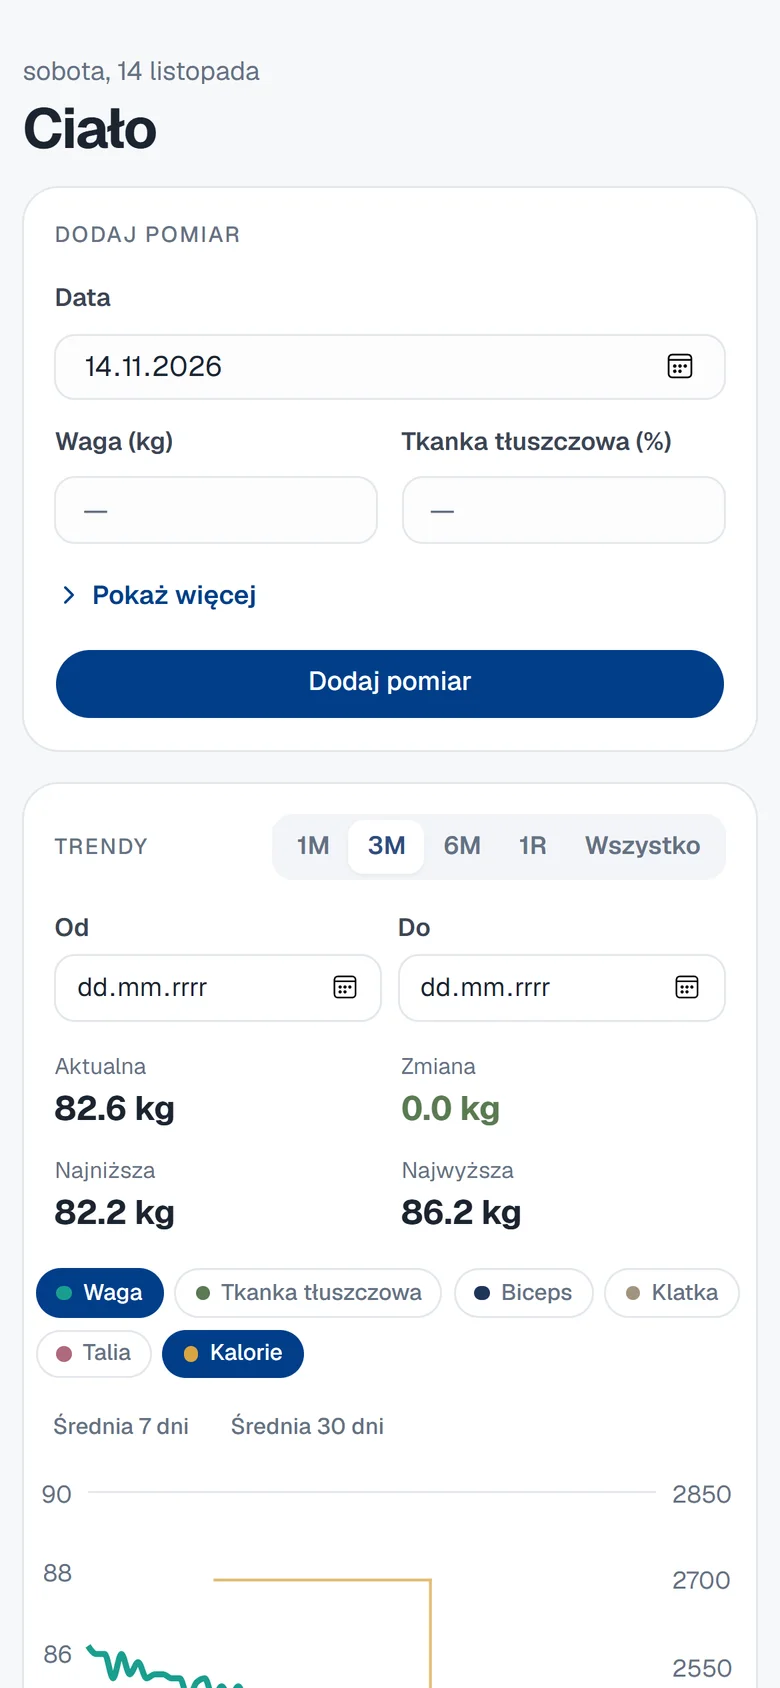 sobota, 14 listopada
Ciało
DODAJ POMIAR
Data
14.11.2026
Waga (kg) Tkanka tłuszczowa (%)
— —
Pokaż więcej
Dodaj pomiar
TRENDY 1M 3M 6M 1R Wszystko
Od Do
dd.mm.rrrr dd.mm.rrrr
Aktualna Zmiana
82.6 kg 0.0 kg
Najniższa Najwyższa
82.2 kg 86.2 kg
Waga Tkanka tłuszczowa Biceps Klatka
Talia Kalorie
Średnia 7 dni Średnia 30 dni
90 2850
88 2700
86 2550